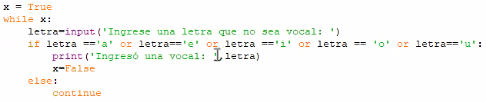 x = True
while x:
    letra=input('Ingrese una letra que no sea vocal: ')
    if letra =='a' or letra=='e' or letra =='i' or letra == 'o' or letra=='u':
        print('Ingresó una vocal: ',letra)
        x=False
    else:
        continue